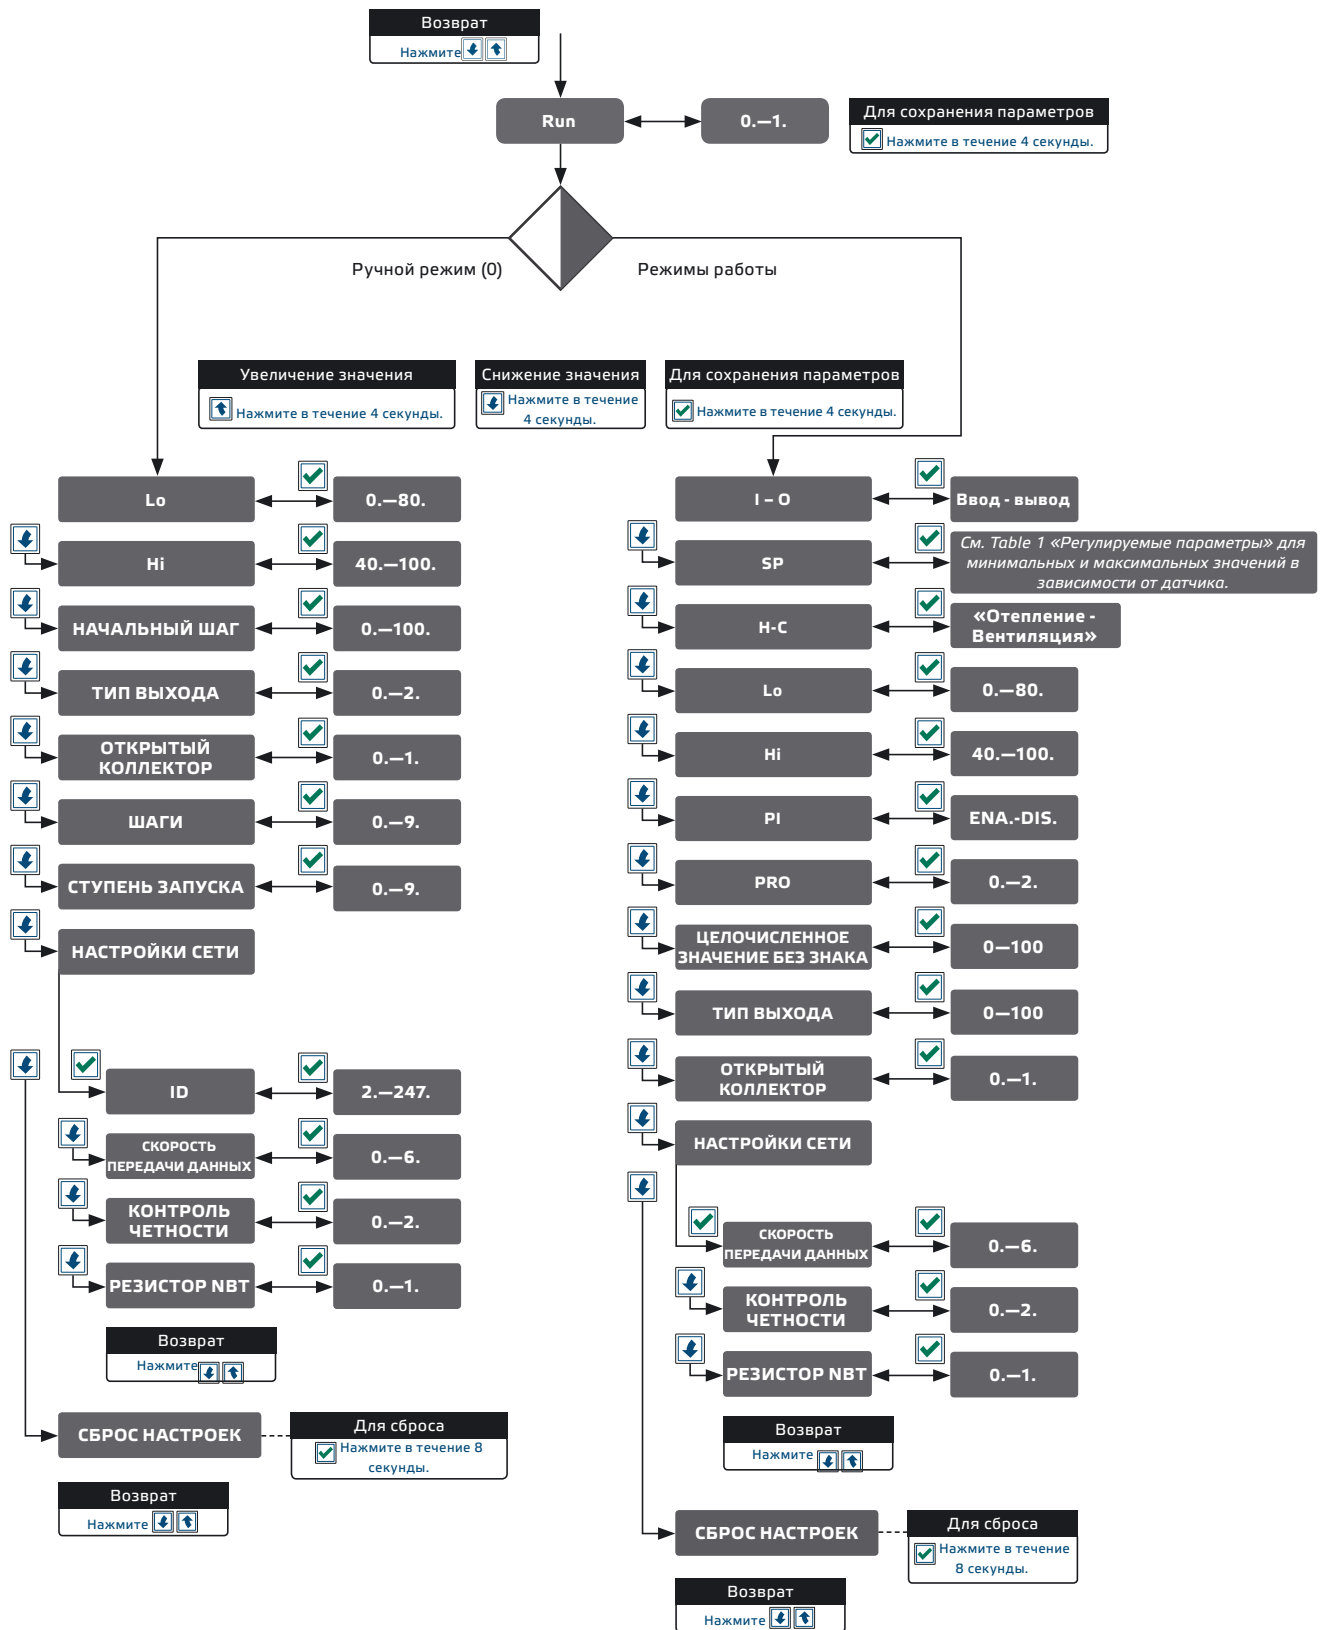 Возврат
Нажмите
Run
0.—1.
Для сохранения параметров
Нажмите в течение 4 секунды.
Ручной режим (0)
Режимы работы
Увеличение значения
Нажмите в течение 4 секунды.
Снижение значения
Нажмите в течение
4 секунды.
Для сохранения параметров
Нажмите в течение 4 секунды.
Lo
0.—80.
Hi
40.—100.
НАЧАЛЬНЫЙ ШАГ
0.—100.
ТИП ВЫХОДА
0.—2.
ОТКРЫТЫЙ
КОЛЛЕКТОР
0.—1.
ШАГИ
0.—9.
СТУПЕНЬ ЗАПУСКА
0.—9.
НАСТРОЙКИ СЕТИ
ID
2.—247.
СКОРОСТЬ
ПЕРЕДАЧИ ДАННЫХ
0.—6.
КОНТРОЛЬ
ЧЕТНОСТИ
0.—2.
РЕЗИСТОР NBT
0.—1.
Возврат
Нажмите
СБРОС НАСТРОЕК
Для сброса
Нажмите в течение 8
секунды.
Возврат
Нажмите
I – O
Ввод - вывод
SP
См. Table 1 «Регулируемые параметры» для
минимальных и максимальных значений в
зависимости от датчика.
H-C
«Отепление -
Вентиляция»
Lo
0.—80.
Hi
40.—100.
PI
ENA.-DIS.
PRO
0.—2.
ЦЕЛОЧИСЛЕННОЕ
ЗНАЧЕНИЕ БЕЗ ЗНАКА
0—100
ТИП ВЫХОДА
0—100
ОТКРЫТЫЙ
КОЛЛЕКТОР
0.—1.
НАСТРОЙКИ СЕТИ
СКОРОСТЬ
ПЕРЕДАЧИ ДАННЫХ
0.—6.
КОНТРОЛЬ
ЧЕТНОСТИ
0.—2.
РЕЗИСТОР NBT
0.—1.
Возврат
Нажмите
СБРОС НАСТРОЕК
Для сброса
Нажмите в течение
8 секунды.
Возврат
Нажмите